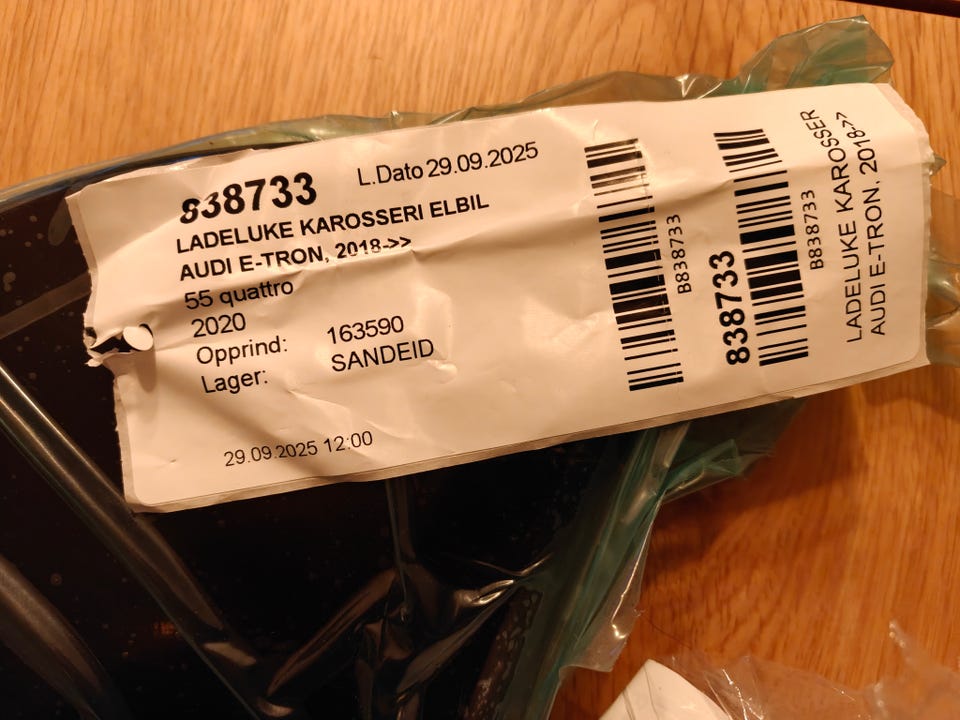 838733 L.Dato 29.09.2025
LADELUKE KAROSSERI ELBIL
AUDI E-TRON, 2018->>
55 quattro
2020
Opprind: 163590
Lager: SANDEID
29.09.2025 12:00
B838733
838733
B838733
LADELUKE KAROSSER
AUDI E-TRON, 2018->>